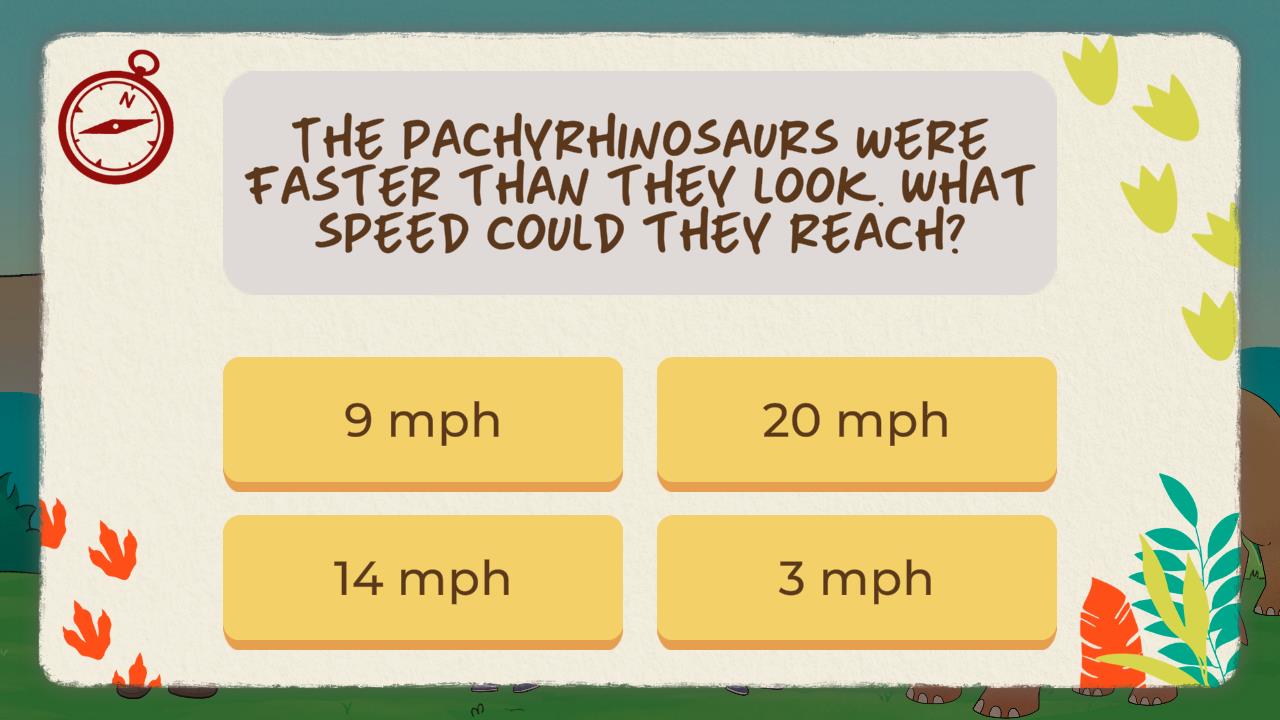 N
THE PACHYRHINOSAURS WERE
FASTER THAN THEY LOOK. WHAT
SPEED COULD THEY REACH?
9 mph
20 mph
14 mph
3 mph